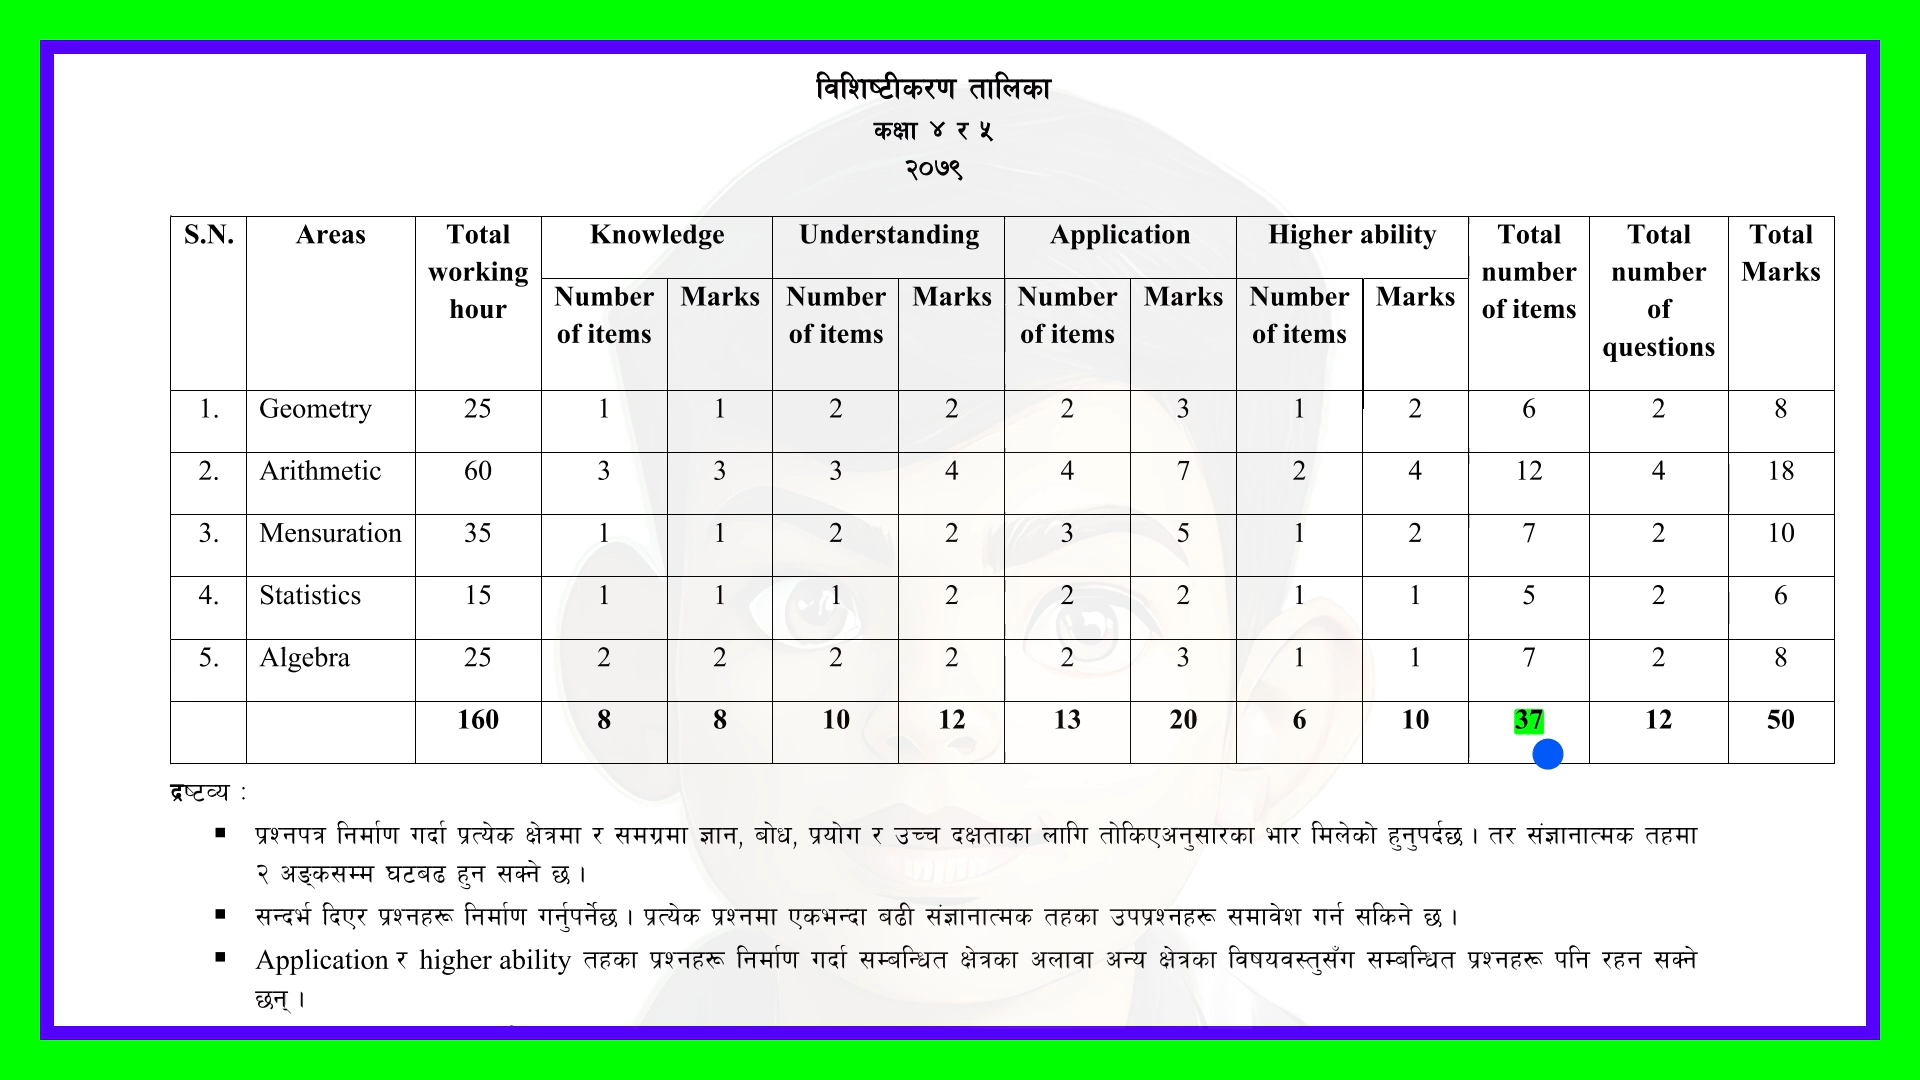 विशिष्टीकरण तालिका
कक्षा ४ र ५
२०७९
S.N. Areas Total working hour Knowledge Understanding Application Higher ability Total number of items Total number of questions Total Marks
Number of items Marks Number of items Marks Number of items Marks Number of items Marks
1. Geometry 25 1 1 2 2 2 3 1 2 6 2 8
2. Arithmetic 60 3 3 3 4 4 7 2 4 12 4 18
3. Mensuration 35 1 1 2 2 3 5 1 2 7 2 10
4. Statistics 15 1 1 1 2 2 2 1 1 5 2 6
5. Algebra 25 2 2 2 2 2 3 1 1 7 2 8
160 8 8 10 12 13 20 6 10 37 12 50
द्रष्टव्य :
▪ प्रश्नपत्र निर्माण गर्दा प्रत्येक क्षेत्रमा र समग्रमा ज्ञान, बोध, प्रयोग र उच्च दक्षताका लागि तोकिएअनुसारका भार मिलेको हुनुपर्दछ । तर संज्ञानात्मक तहमा
२ अङ्कसम्म घटबढ हुन सक्ने छ ।
▪ सन्दर्भ दिएर प्रश्नहरू निर्माण गर्नुपर्नेछ । प्रत्येक प्रश्नमा एकभन्दा बढी संज्ञानात्मक तहका उपप्रश्नहरू समावेश गर्न सकिने छ ।
▪ Application र higher ability तहका प्रश्नहरू निर्माण गर्दा सम्बन्धित क्षेत्रका अलावा अन्य क्षेत्रका विषयवस्तुसँग सम्बन्धित प्रश्नहरू पनि रहन सक्ने
छन् ।